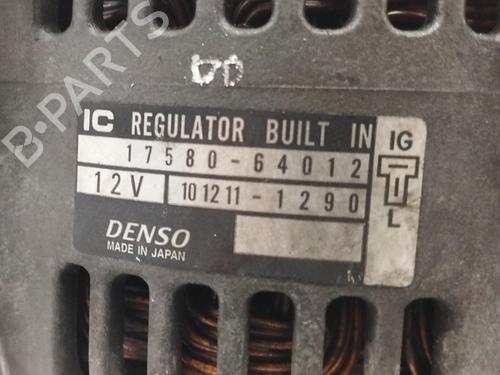 B-PARTS
IC REGULATOR BUILT IN
17580-64012
12V 101211-1290
DENSO
MADE IN JAPAN
IG
L